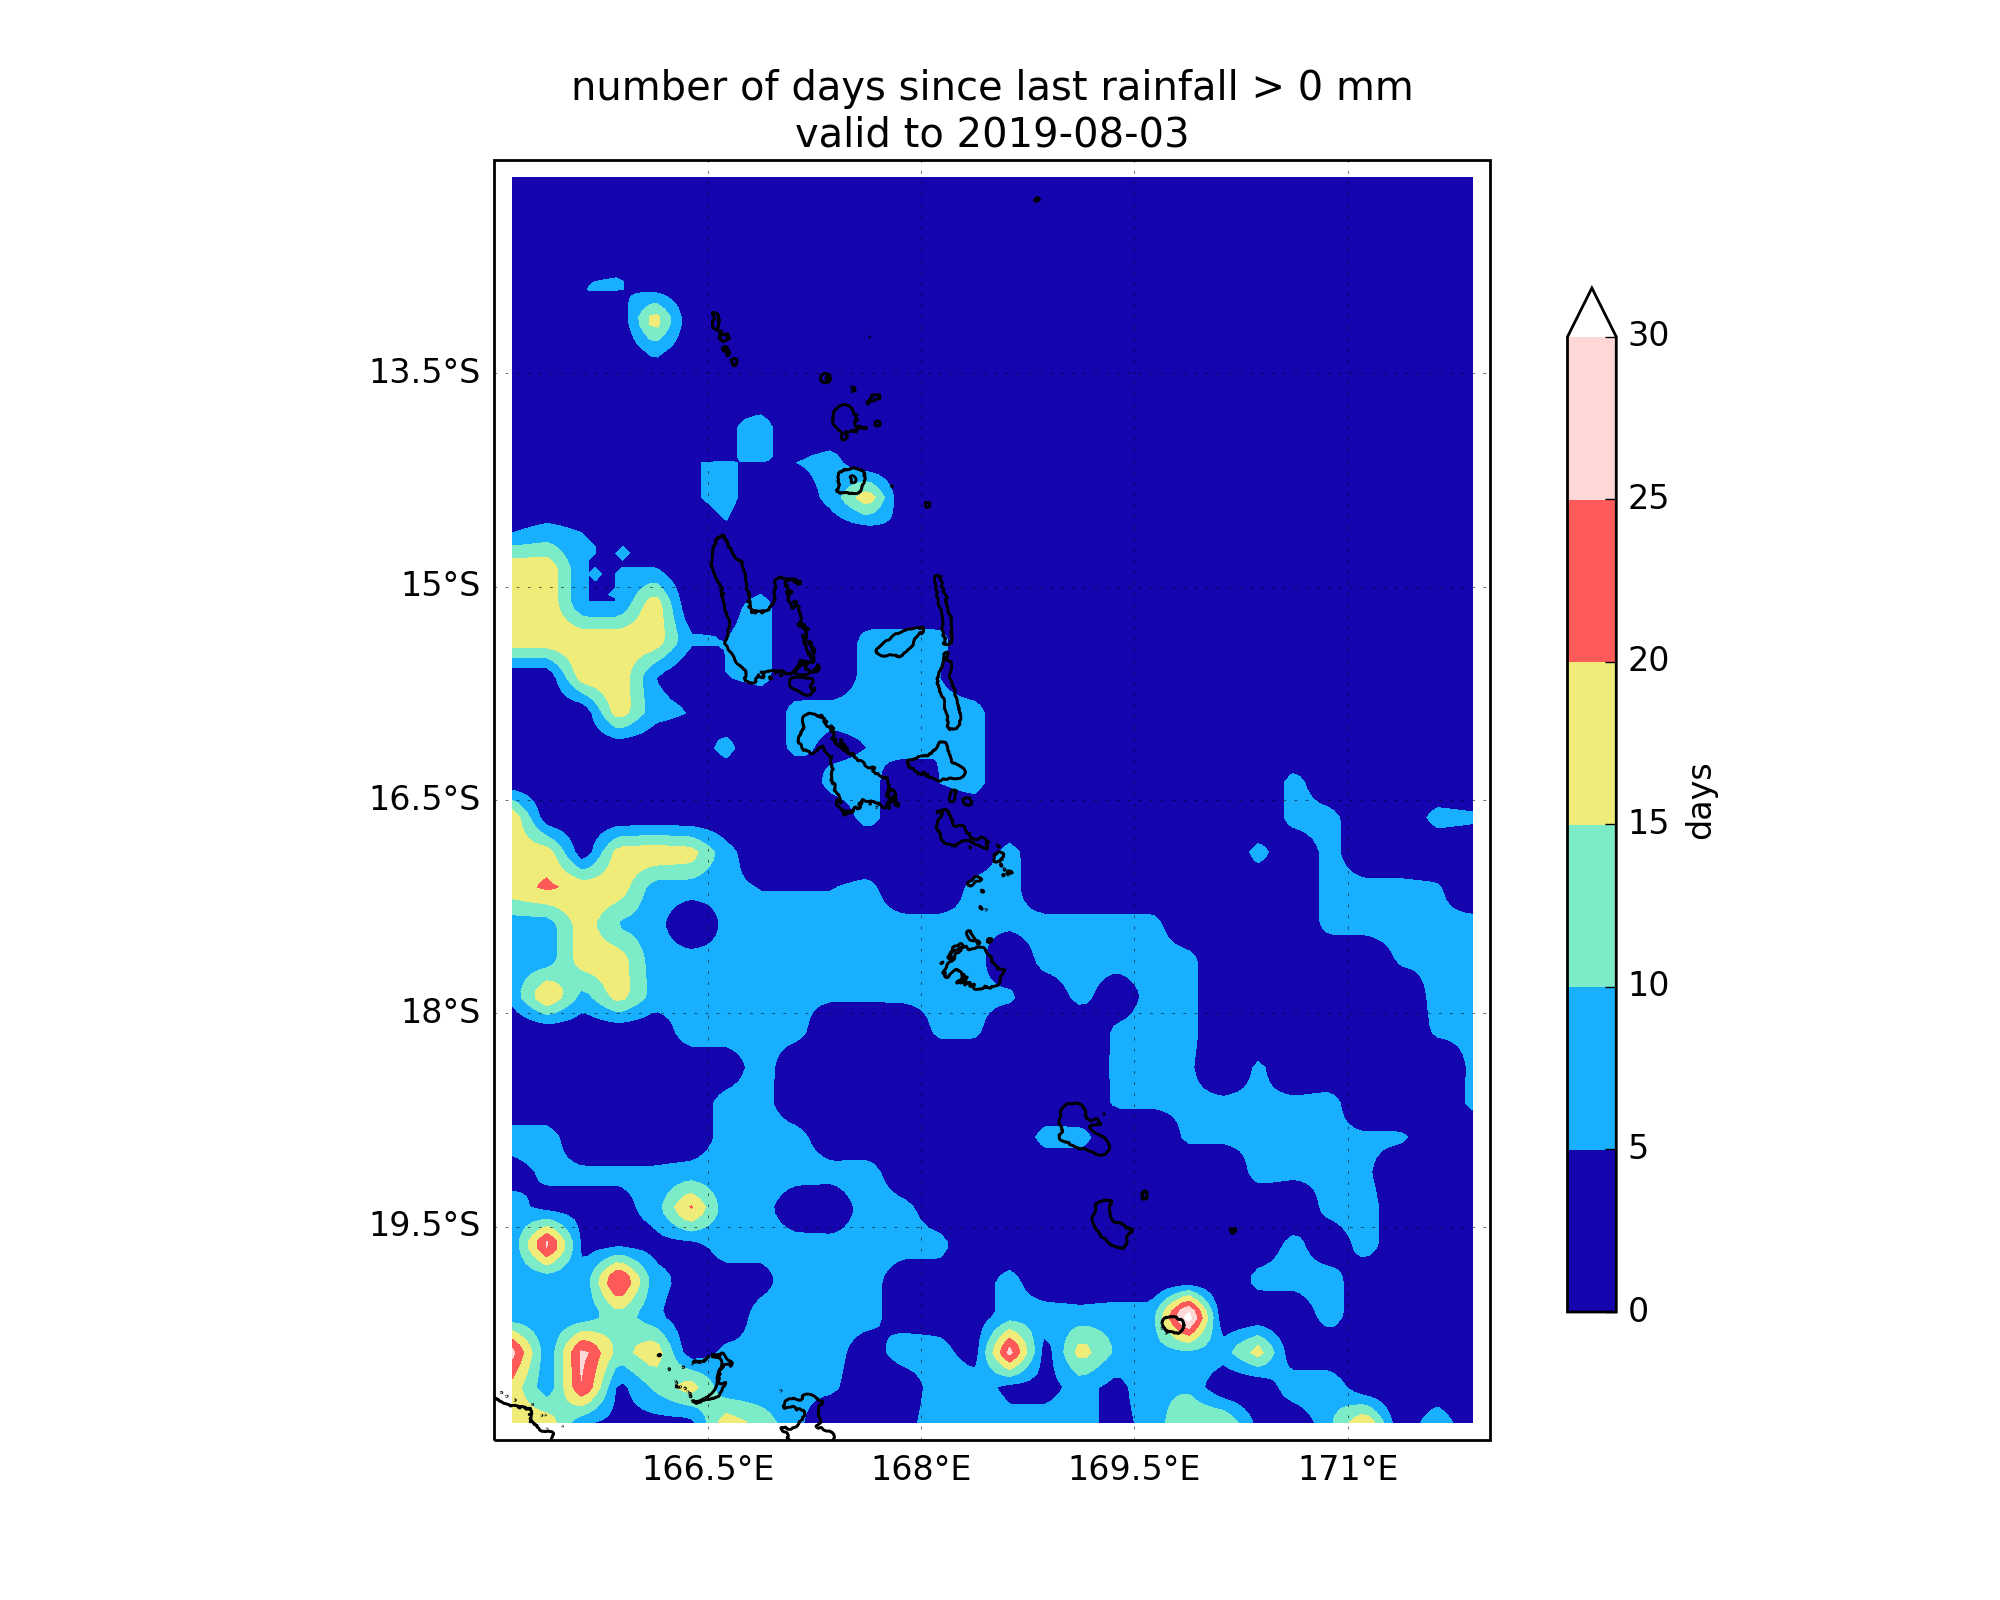 number of days since last rainfall > 0 mm
valid to 2019-08-03
13.5°S
15°S
16.5°S
18°S
19.5°S
166.5°E
168°E
169.5°E
171°E
30
25
20
15
10
5
0
days